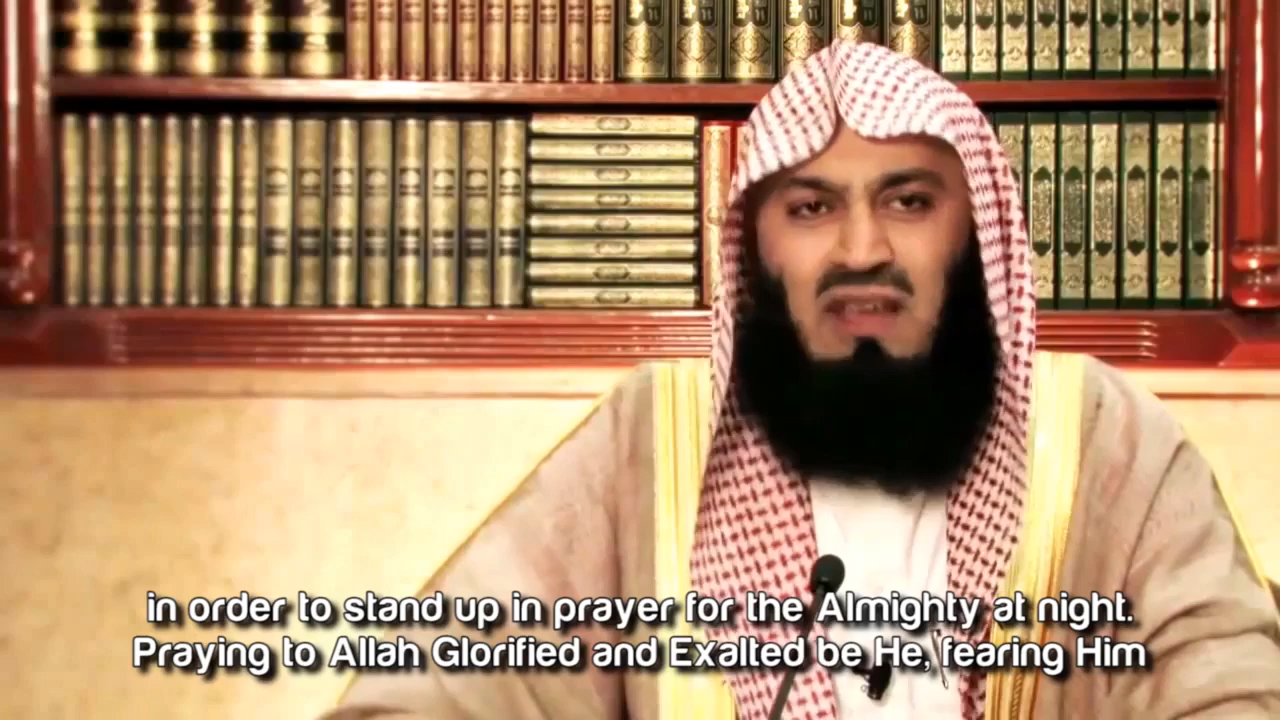 in order to stand up in prayer for the Almighty at night.
Praying to Allah Glorified and Exalted be He, fearing Him